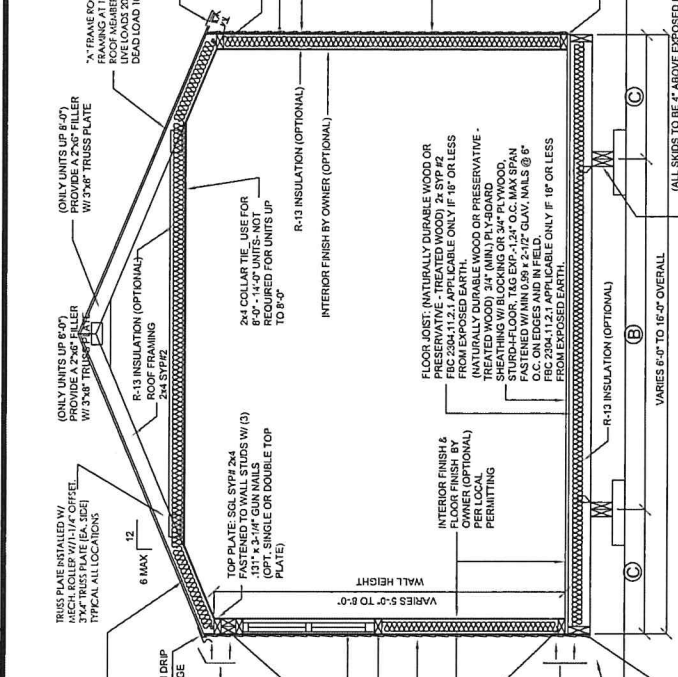 "A" FRAME RO
FRAMING AT 1
ROOF MEMBER
LIVE LOADS 20
DEAD LOAD 10
(ONLY UNITS UP 8'-0")
PROVIDE A 2"x6" FILLER
W/ 3"x6" TRUSS PLATE
(ONLY UNITS UP 6'-0")
PROVIDE A 2"x6" FILLER
W/ 3"x6" TRUSS PLATE
TRUSS PLATE INSTALLED W/
MECH. ROLLER W/1-1/4" OFFSET.
3"X4" TRUSS PLATE (EA. SIDE)
TYPICAL ALL LOCATIONS
12
6 MAX
R-13 INSULATION (OPTIONAL)
ROOF FRAMING
2x4 SYP#2
2x4 COLLAR TIE_USE FOR
8'-0" - 14'-0" UNITS- NOT
REQUIRED FOR UNITS UP
TO 8'-0"
R-13 INSULATION (OPTIONAL)
INTERIOR FINISH BY OWNER (OPTIONAL)
TOP PLATE: SGL SYP# 2x4
FASTENED TO WALL STUDS W/ (3)
.131" x 3-1/4" GUN NAILS
(OPT. SINGLE OR DOUBLE TOP
PLATE)
DRIP
GE
WALL HEIGHT
VARIES 5'-0" TO 8'-0"
FLOOR JOIST: (NATURALLY DURABLE WOOD OR
PRESERVATIVE - TREATED WOOD) 2x SYP #2
FBC 2304.11.2.1 APPLICABLE ONLY IF 18" OR LESS
FROM EXPOSED EARTH.
(NATURALLY DURABLE WOOD OR PRESERVATIVE -
TREATED WOOD) 3/4" (MIN.) PLY-BOARD
SHEATHING W/ BLOCKING OR 3/4" PLYWOOD,
STURD-I-FLOOR, T&G EXP.-1,24" O.C. MAX SPAN
FASTENED W/MIN 0.99 x 2-1/2" GLAV. NAILS @ 6"
O.C. ON EDGES AND IN FIELD.
FBC 2304.11.2.1 APPLICABLE ONLY IF 18" OR LESS
FROM EXPOSED EARTH.
INTERIOR FINISH &
FLOOR FINISH BY
OWNER (OPTIONAL)
PER LOCAL
PERMITTING
R-13 INSULATION (OPTIONAL)
C
B
C
VARIES 6'-0" TO 16'-0" OVERALL
(ALL SKIDS TO BE 4" ABOVE EXPOSED